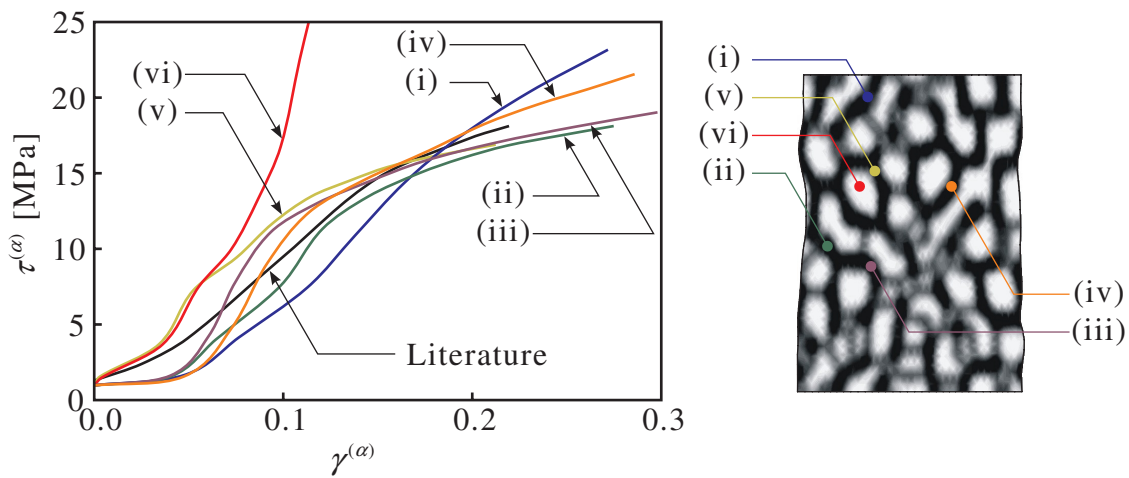 25
20
15
10
5
0
τ^(α) [MPa]
0.0
0.1
0.2
0.3
γ^(α)
(vi)
(v)
(iv)
(i)
(ii)
(iii)
Literature
(i)
(v)
(vi)
(ii)
(iv)
(iii)